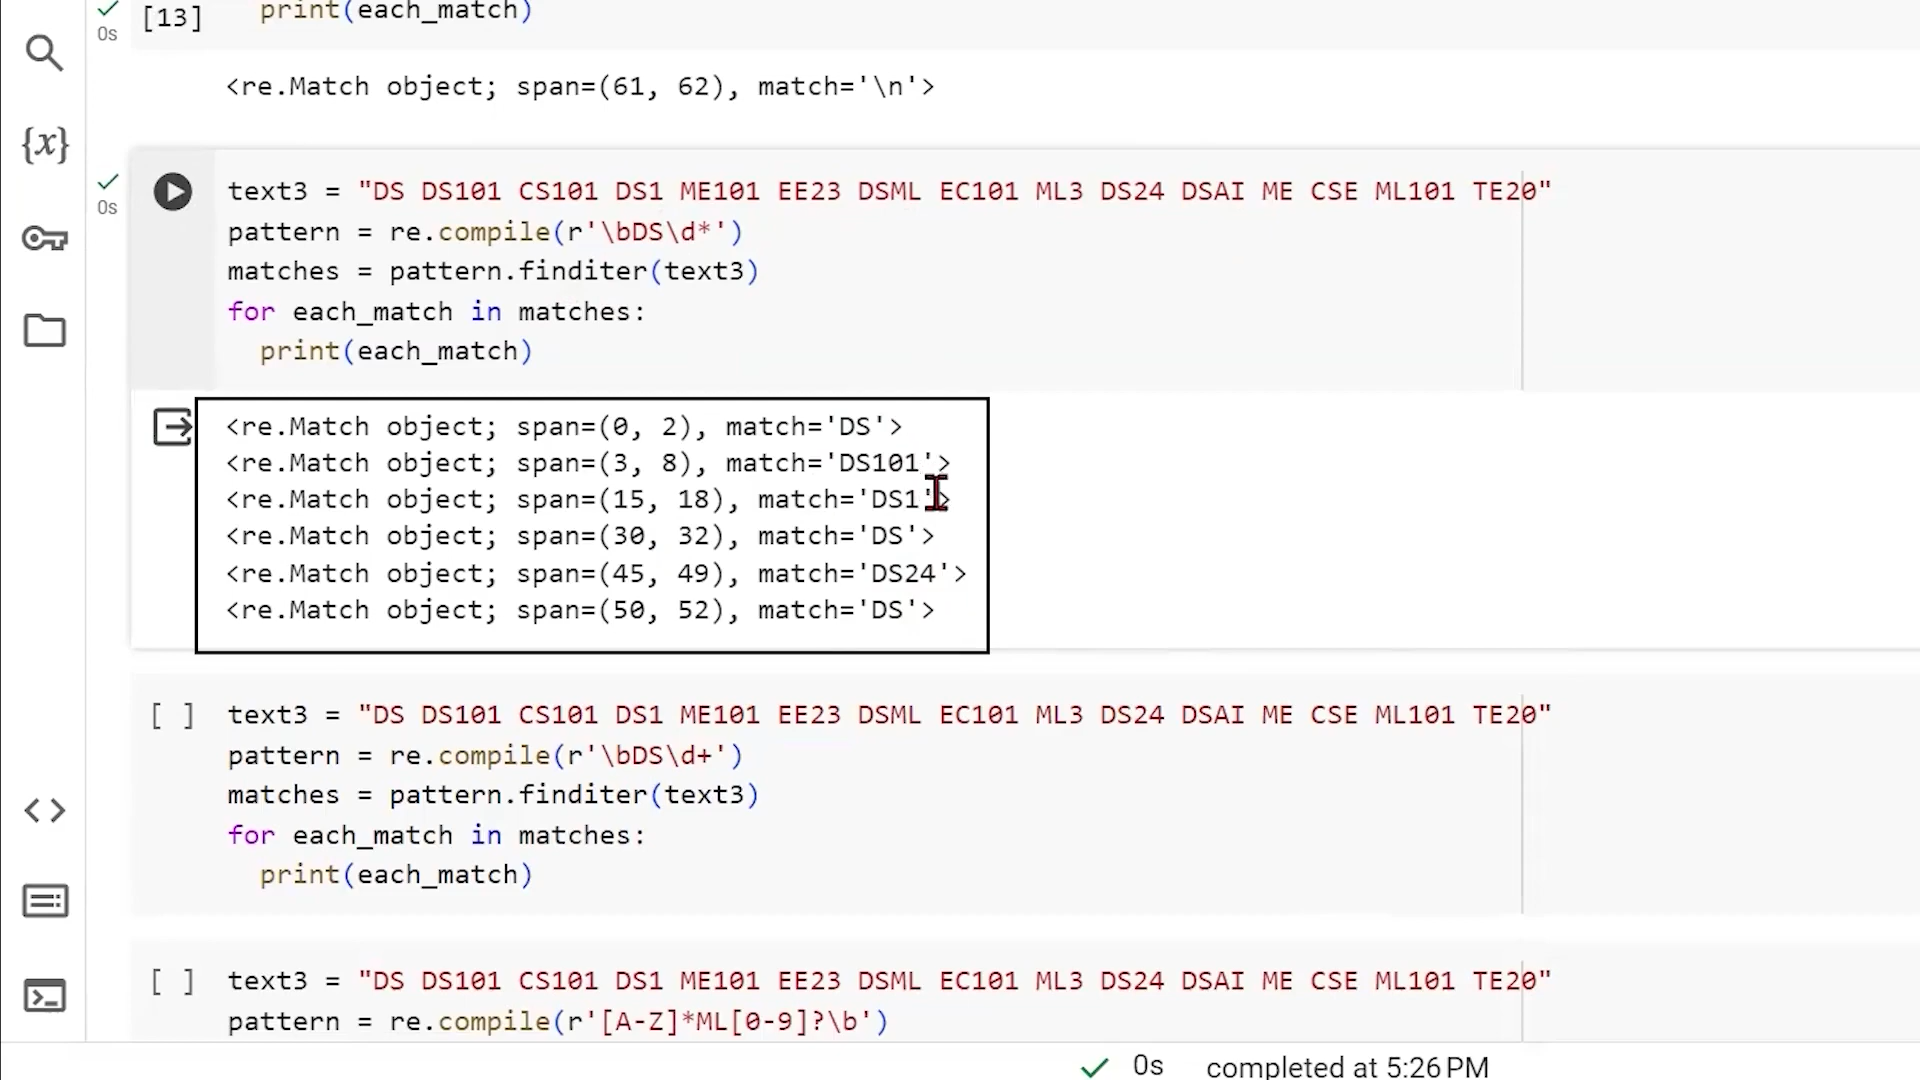 [13]
print(each_match)
0s
<re.Match object; span=(61, 62), match='\n'>
{x}
0s
text3 = "DS DS101 CS101 DS1 ME101 EE23 DSML EC101 ML3 DS24 DSAI ME CSE ML101 TE20"
pattern = re.compile(r'\bDS\d*')
matches = pattern.finditer(text3)
for each_match in matches:
  print(each_match)
<re.Match object; span=(0, 2), match='DS'>
<re.Match object; span=(3, 8), match='DS101'>
<re.Match object; span=(15, 18), match='DS1'>
<re.Match object; span=(30, 32), match='DS'>
<re.Match object; span=(45, 49), match='DS24'>
<re.Match object; span=(50, 52), match='DS'>
[ ]
text3 = "DS DS101 CS101 DS1 ME101 EE23 DSML EC101 ML3 DS24 DSAI ME CSE ML101 TE20"
pattern = re.compile(r'\bDS\d+')
matches = pattern.finditer(text3)
for each_match in matches:
  print(each_match)
[ ]
text3 = "DS DS101 CS101 DS1 ME101 EE23 DSML EC101 ML3 DS24 DSAI ME CSE ML101 TE20"
pattern = re.compile(r'[A-Z]*ML[0-9]?\b')
0s completed at 5:26 PM